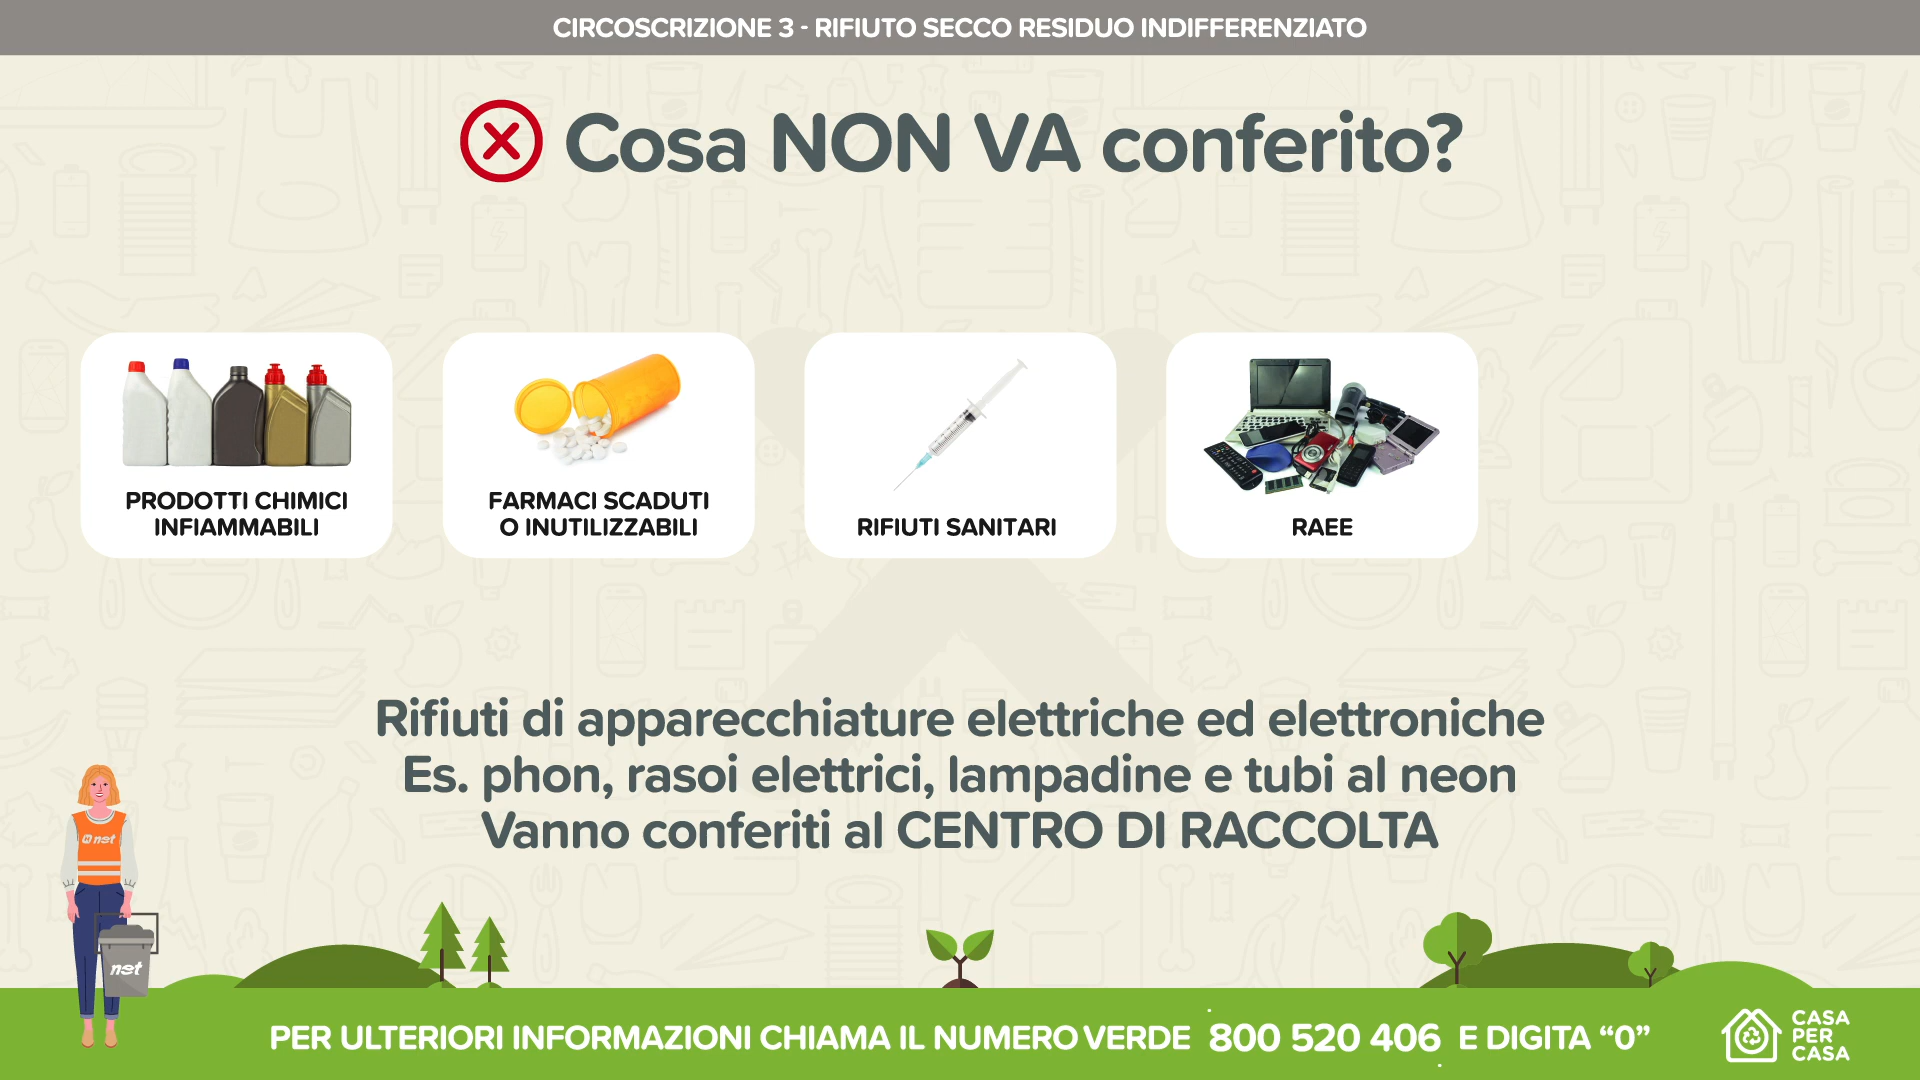 CIRCOSCRIZIONE 3 - RIFIUTO SECCO RESIDUO INDIFFERENZIATO
Cosa NON VA conferito?
PRODOTTI CHIMICI
INFIAMMABILI
FARMACI SCADUTI
O INUTILIZZABILI
RIFIUTI SANITARI
RAEE
Rifiuti di apparecchiature elettriche ed elettroniche
Es. phon, rasoi elettrici, lampadine e tubi al neon
Vanno conferiti al CENTRO DI RACCOLTA
net
net
PER ULTERIORI INFORMAZIONI CHIAMA IL NUMERO VERDE 800 520 406 E DIGITA “0”
CASA
PER
CASA